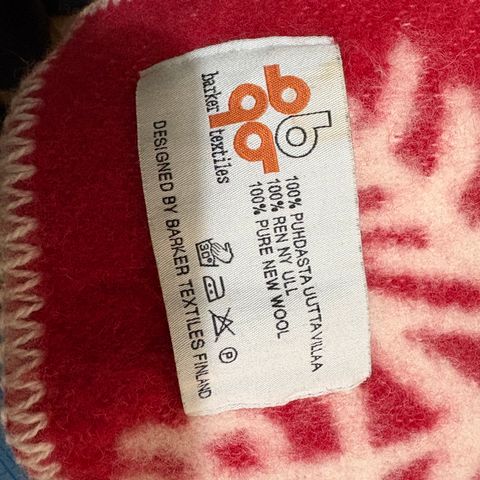 barker textiles
100% PUHDASTA UUTTA VILLAA
100% REN NY ULL
100% PURE NEW WOOL
30°
P
DESIGNED BY BARKER TEXTILES FINLAND